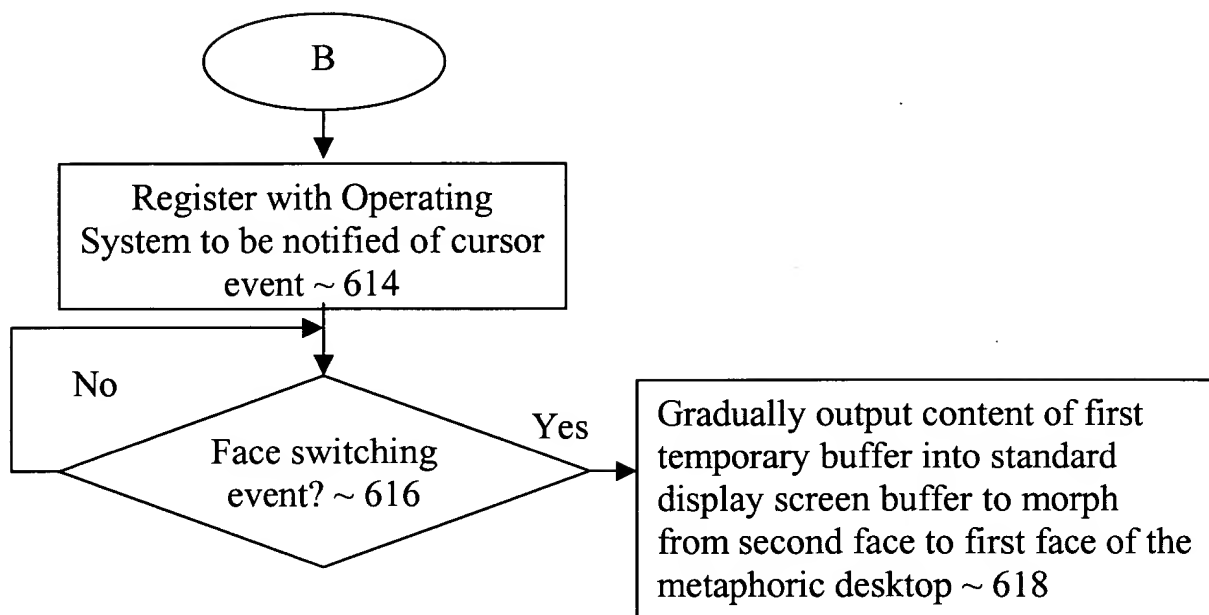 B
Register with Operating
System to be notified of cursor
event ~ 614
No
Face switching
event? ~ 616
Yes
Gradually output content of first
temporary buffer into standard
display screen buffer to morph
from second face to first face of the
metaphoric desktop ~ 618